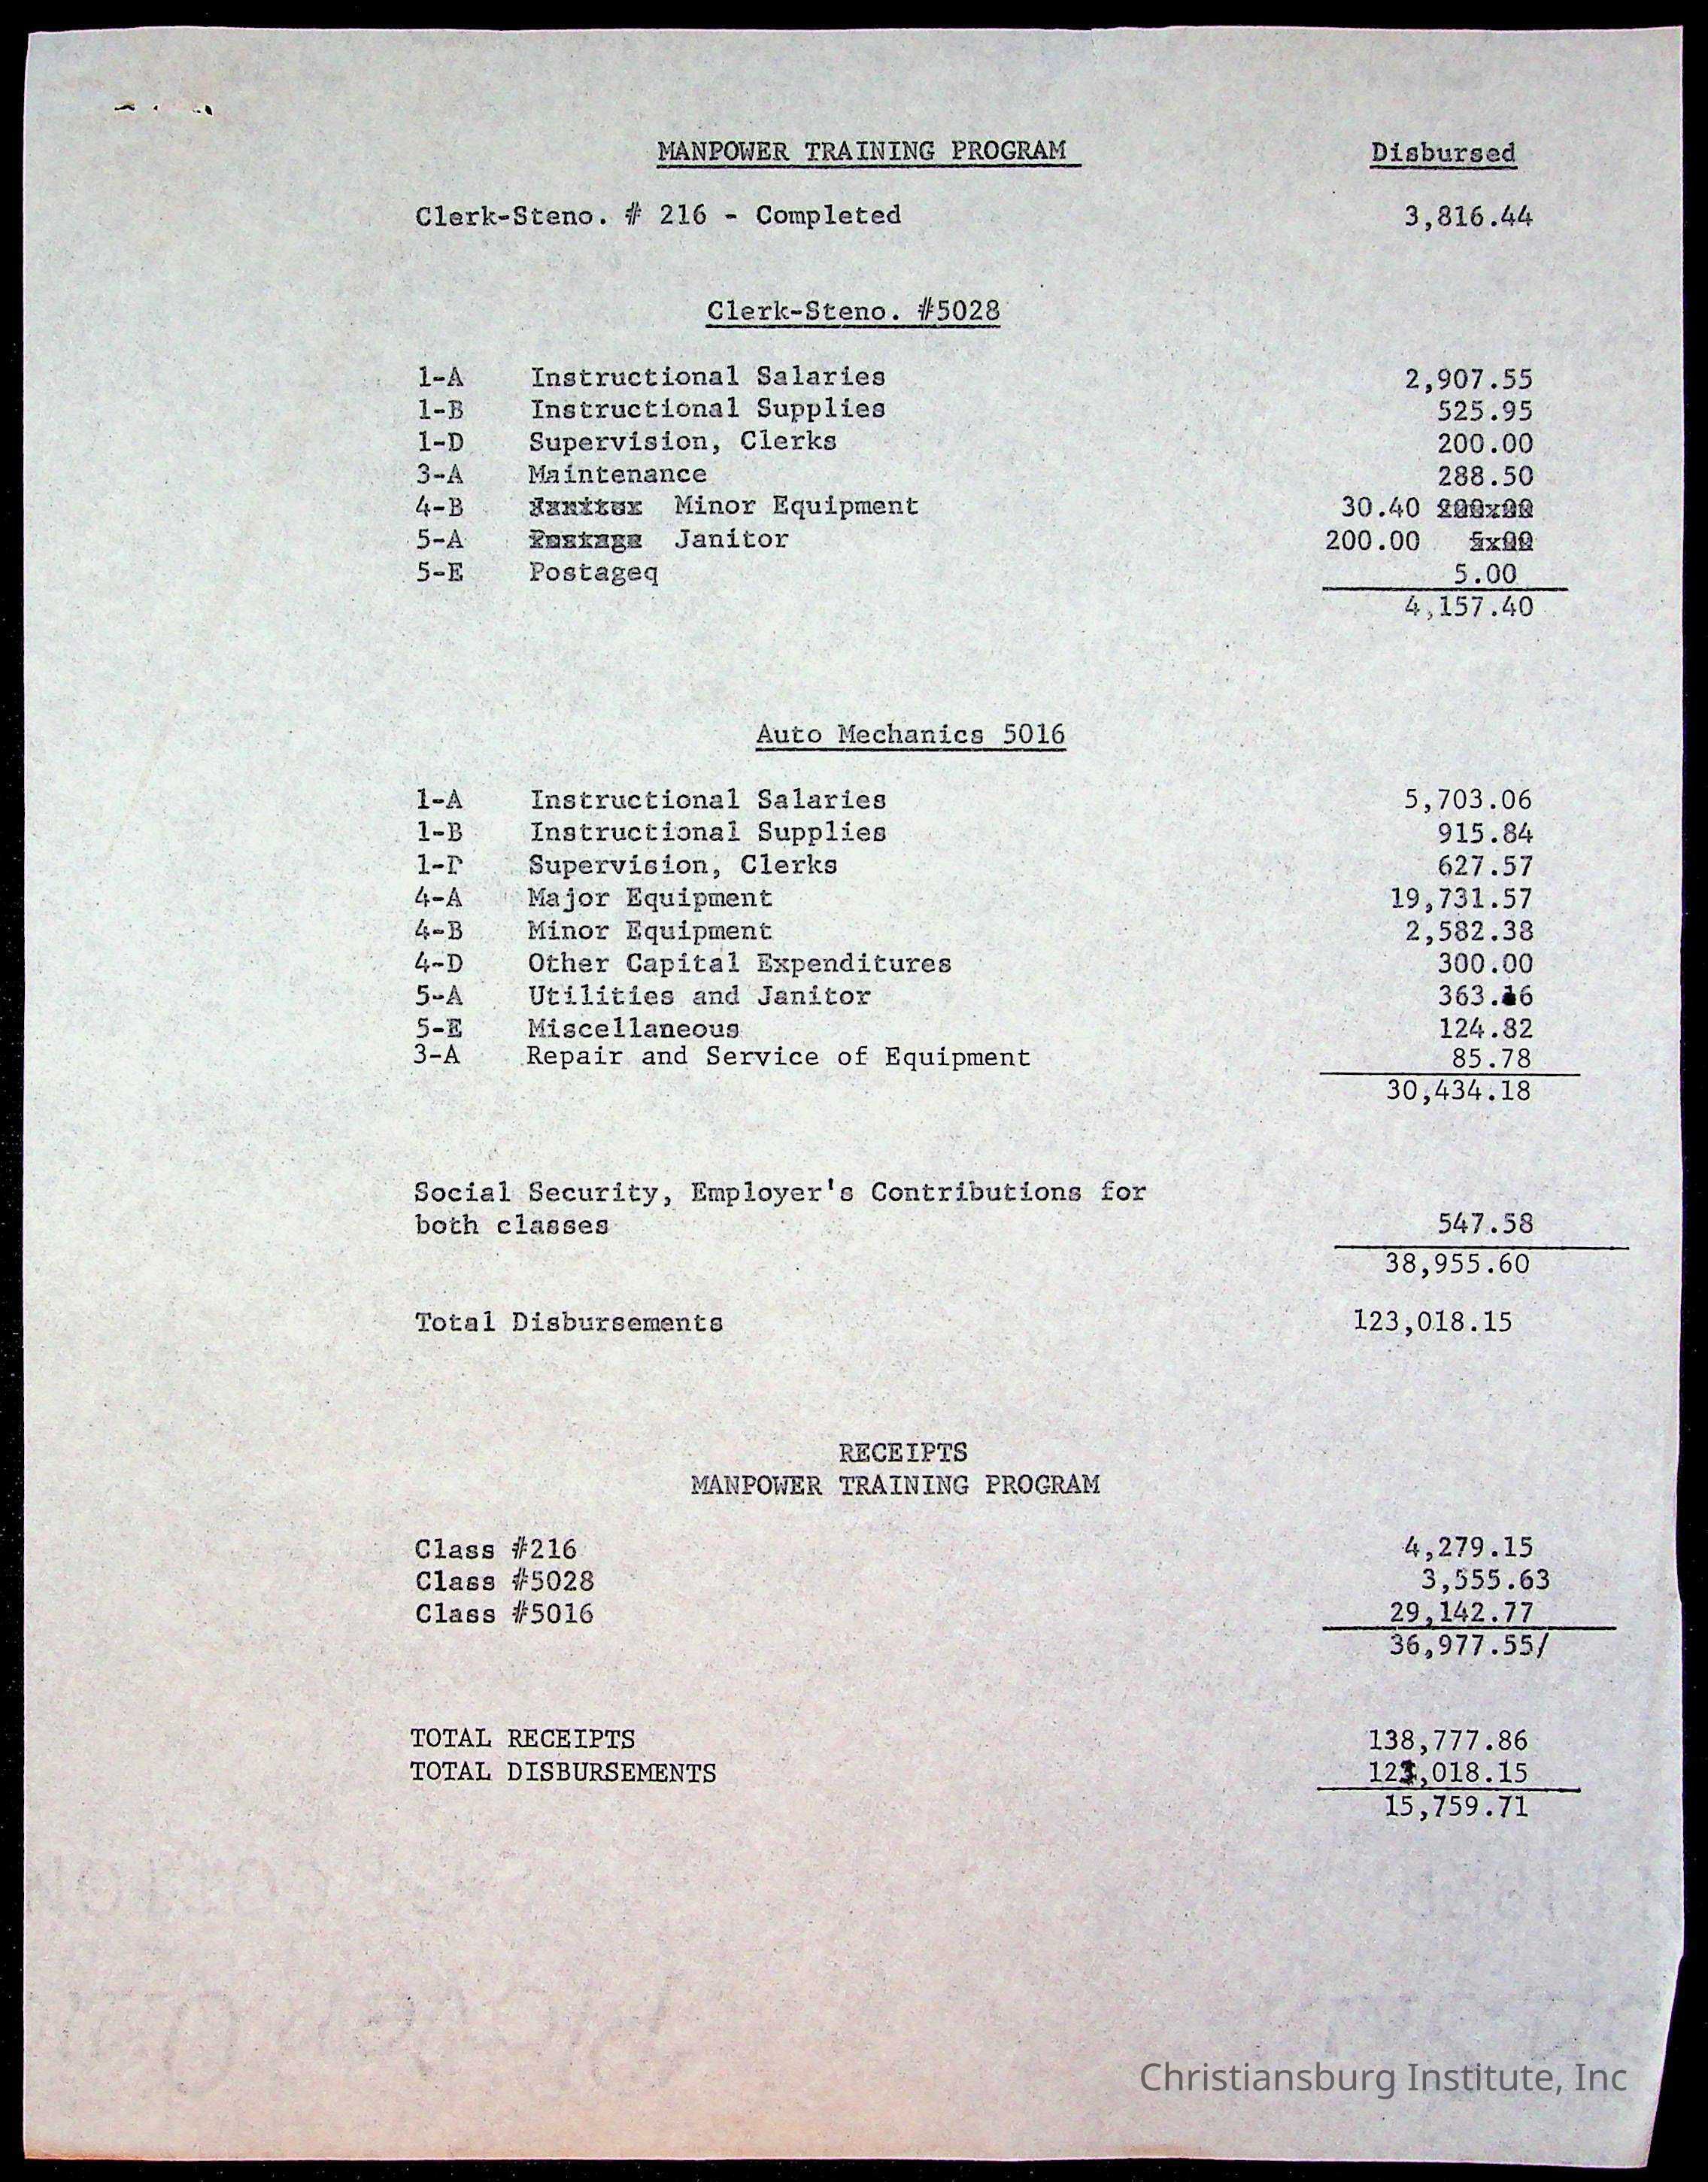 MANPOWER TRAINING PROGRAM Disbursed
Clerk-Steno. # 216 - Completed 3,816.44
Clerk-Steno. #5028
1-A Instructional Salaries 2,907.55
1-B Instructional Supplies 525.95
1-D Supervision, Clerks 200.00
3-A Maintenance 288.50
4-B Minor Equipment 30.40
5-A Janitor 200.00
5-E Postageq 5.00
4,157.40
Auto Mechanics 5016
1-A Instructional Salaries 5,703.06
1-B Instructional Supplies 915.84
1-D Supervision, Clerks 627.57
4-A Major Equipment 19,731.57
4-B Minor Equipment 2,582.38
4-D Other Capital Expenditures 300.00
5-A Utilities and Janitor 363.16
5-E Miscellaneous 124.82
3-A Repair and Service of Equipment 85.78
30,434.18
Social Security, Employer's Contributions for
both classes 547.58
38,955.60
Total Disbursements 123,018.15
RECEIPTS
MANPOWER TRAINING PROGRAM
Class #216 4,279.15
Class #5028 3,555.63
Class #5016 29,142.77
36,977.55/
TOTAL RECEIPTS 138,777.86
TOTAL DISBURSEMENTS 123,018.15
15,759.71
Christiansburg Institute, Inc